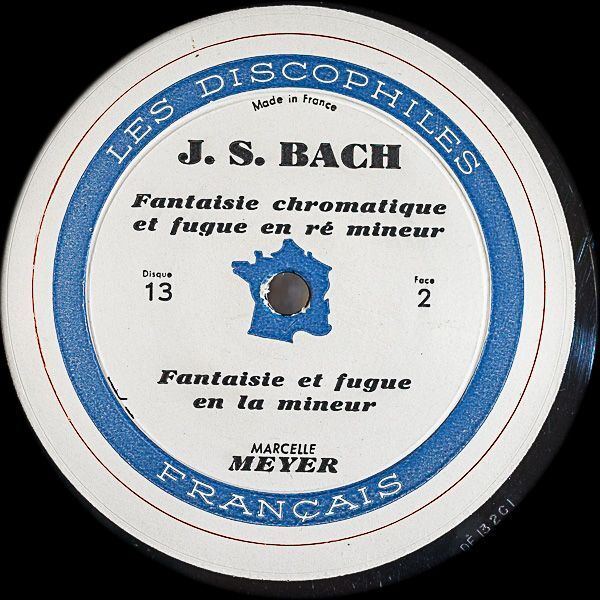 LES DISCOPHILES
Made in France
J. S. BACH
Fantaisie chromatique
et fugue en ré mineur
Disque
13
Face
2
Fantaisie et fugue
en la mineur
MARCELLE
MEYER
FRANÇAIS
DF 13.2 C 1